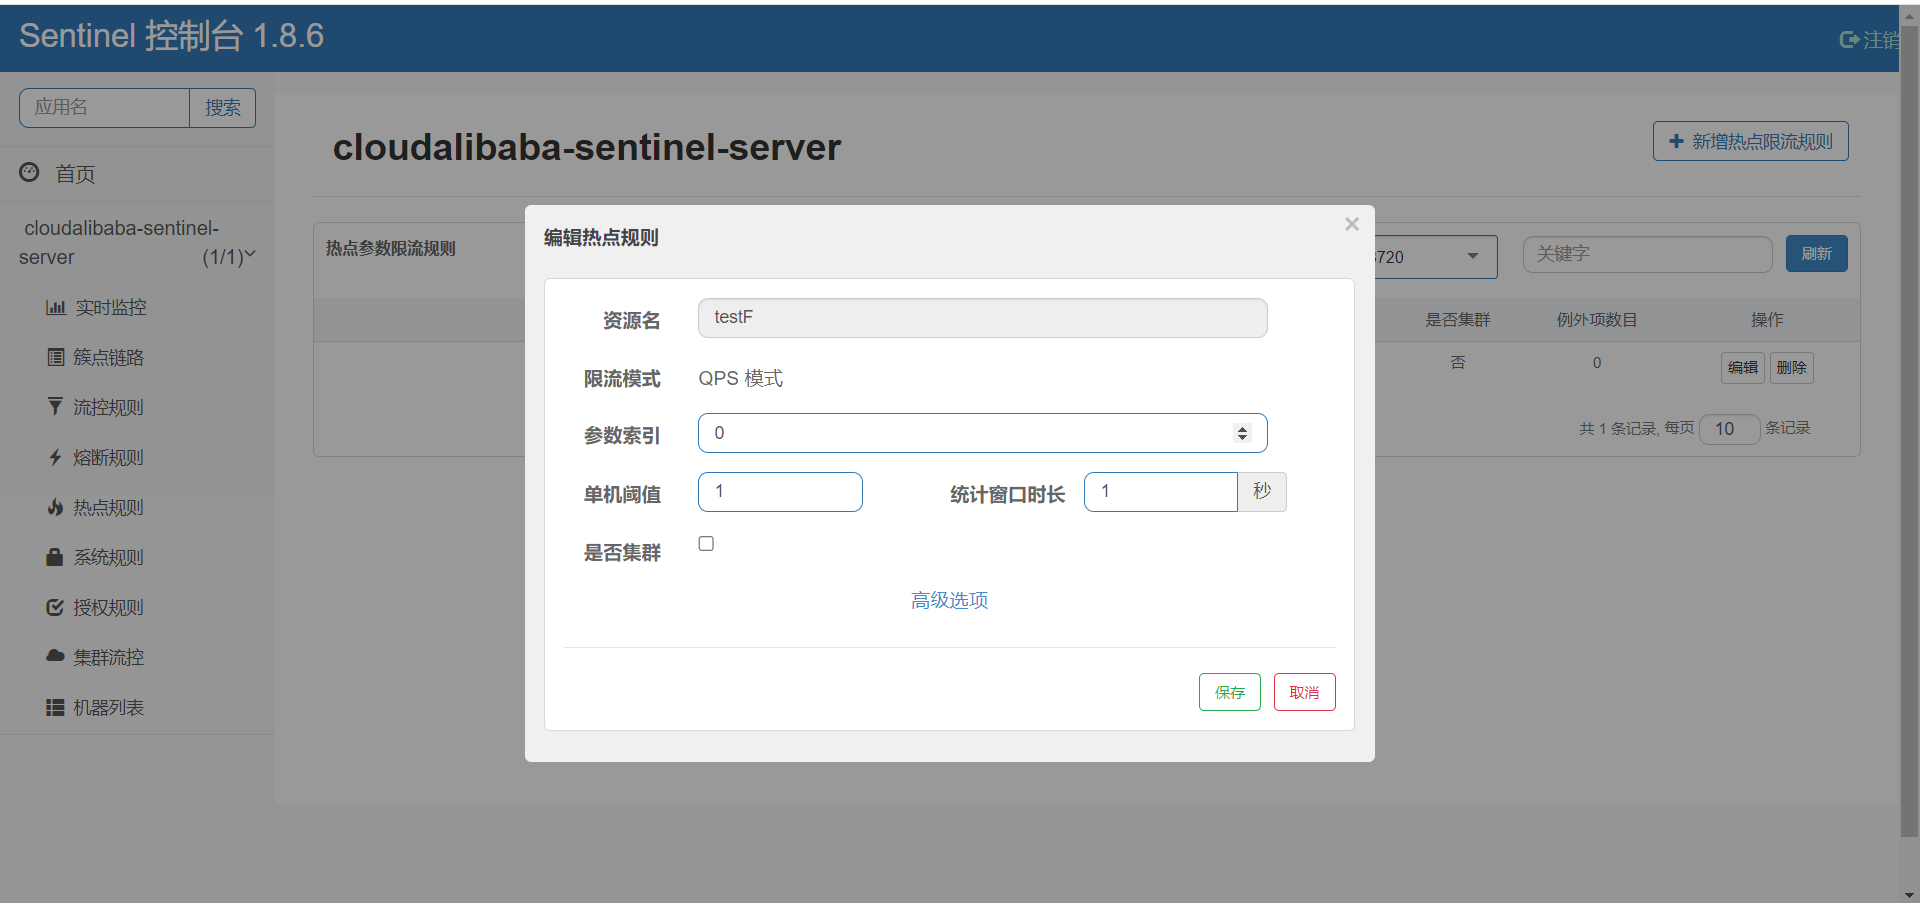 Sentinel 控制台 1.8.6
注销
应用名
搜索
首页
cloudalibaba-sentinel-
server
(1/1)
实时监控
簇点链路
流控规则
熔断规则
热点规则
系统规则
授权规则
集群流控
机器列表
cloudalibaba-sentinel-server
新增热点限流规则
热点参数限流规则
720
关键字
刷新
是否集群
例外项数目
操作
否
0
编辑
删除
共 1 条记录, 每页 10 条记录
编辑热点规则
×
资源名
testF
限流模式
QPS 模式
参数索引
0
单机阈值
1
统计窗口时长
1
秒
是否集群
高级选项
保存
取消